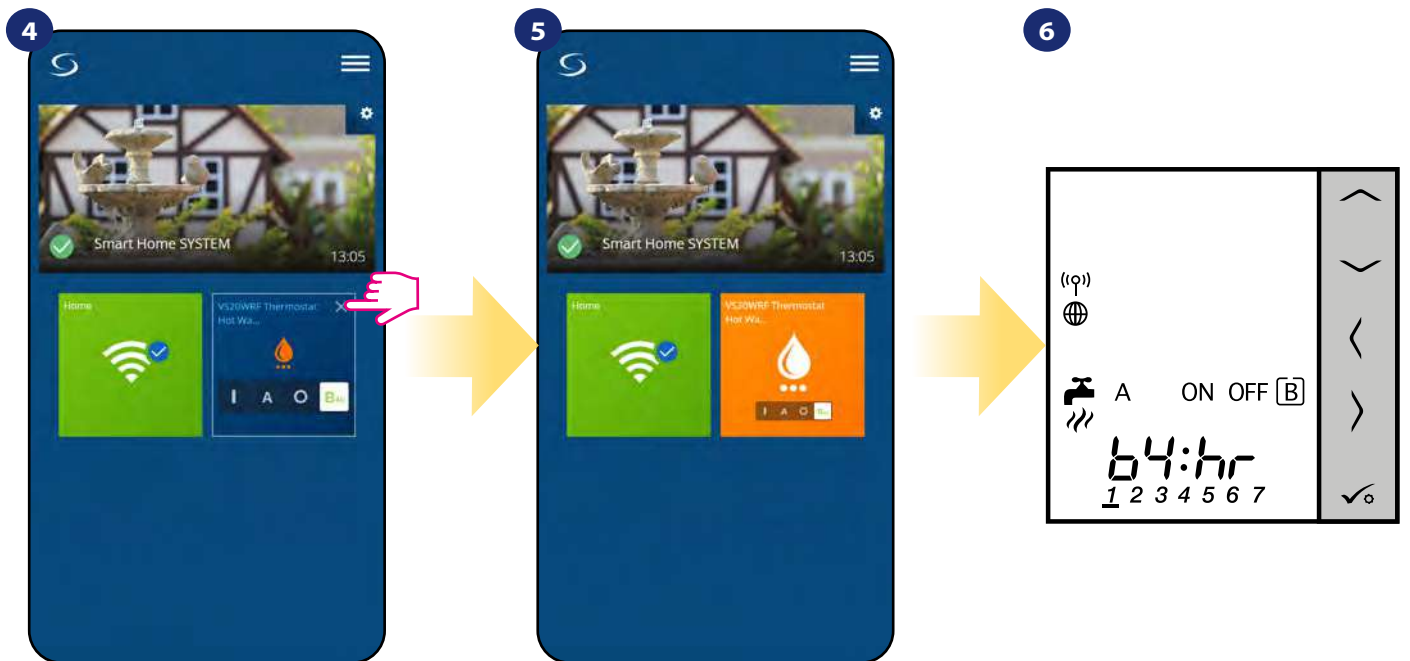 4
5
6
Smart Home SYSTEM
13:05
Smart Home SYSTEM
13:05
Home
VS20WRF Thermostat
Hot Wa...
I A O B4h
Home
VS20WRF Thermostat
Hot Wa...
I A O
A ON OFF B
b4:hr
1 2 3 4 5 6 7